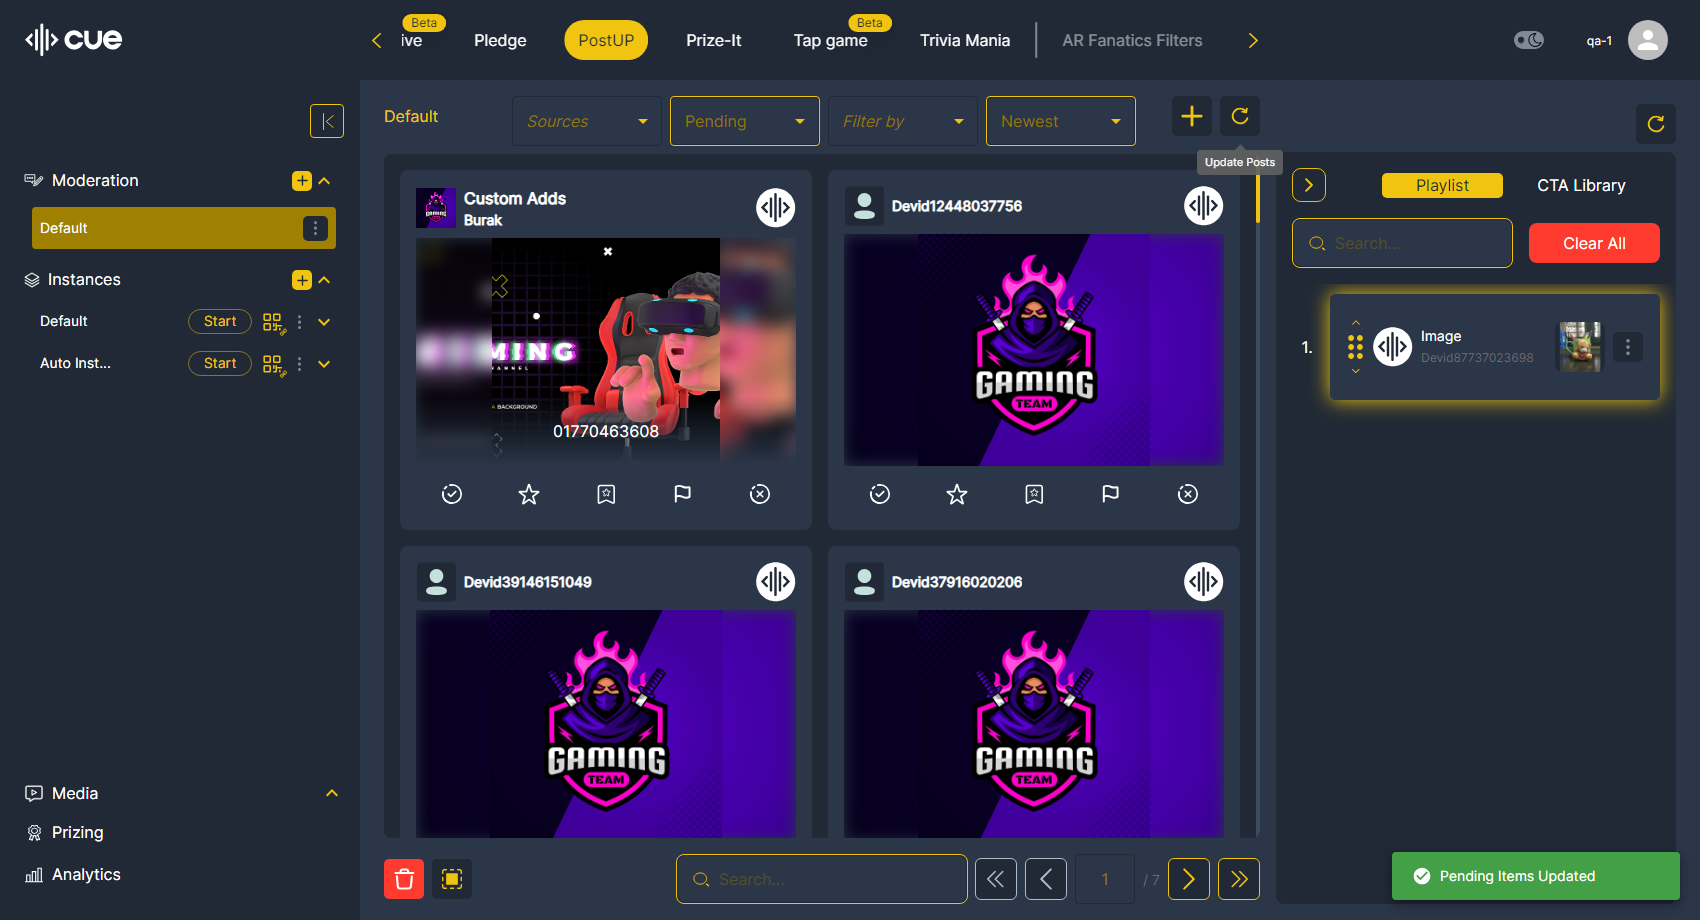 cue
Beta
Beta
ive
Pledge
PostUP
Prize-It
Tap game
Trivia Mania
AR Fanatics Filters
qa-1
Default
Sources
Pending
Filter by
Newest
Update Posts
Moderation
Default
Instances
Default
Start
Auto Inst...
Start
Media
Prizing
Analytics
Custom Adds
Burak
MING
ANNEL
A BACKGROUND
01770463608
Devid12448037756
GAMING
TEAM
Devid39146151049
GAMING
TEAM
Devid37916020206
GAMING
TEAM
Search...
1
/ 7
Playlist
CTA Library
Search...
Clear All
1.
Image
Devid87737023698
Pending Items Updated